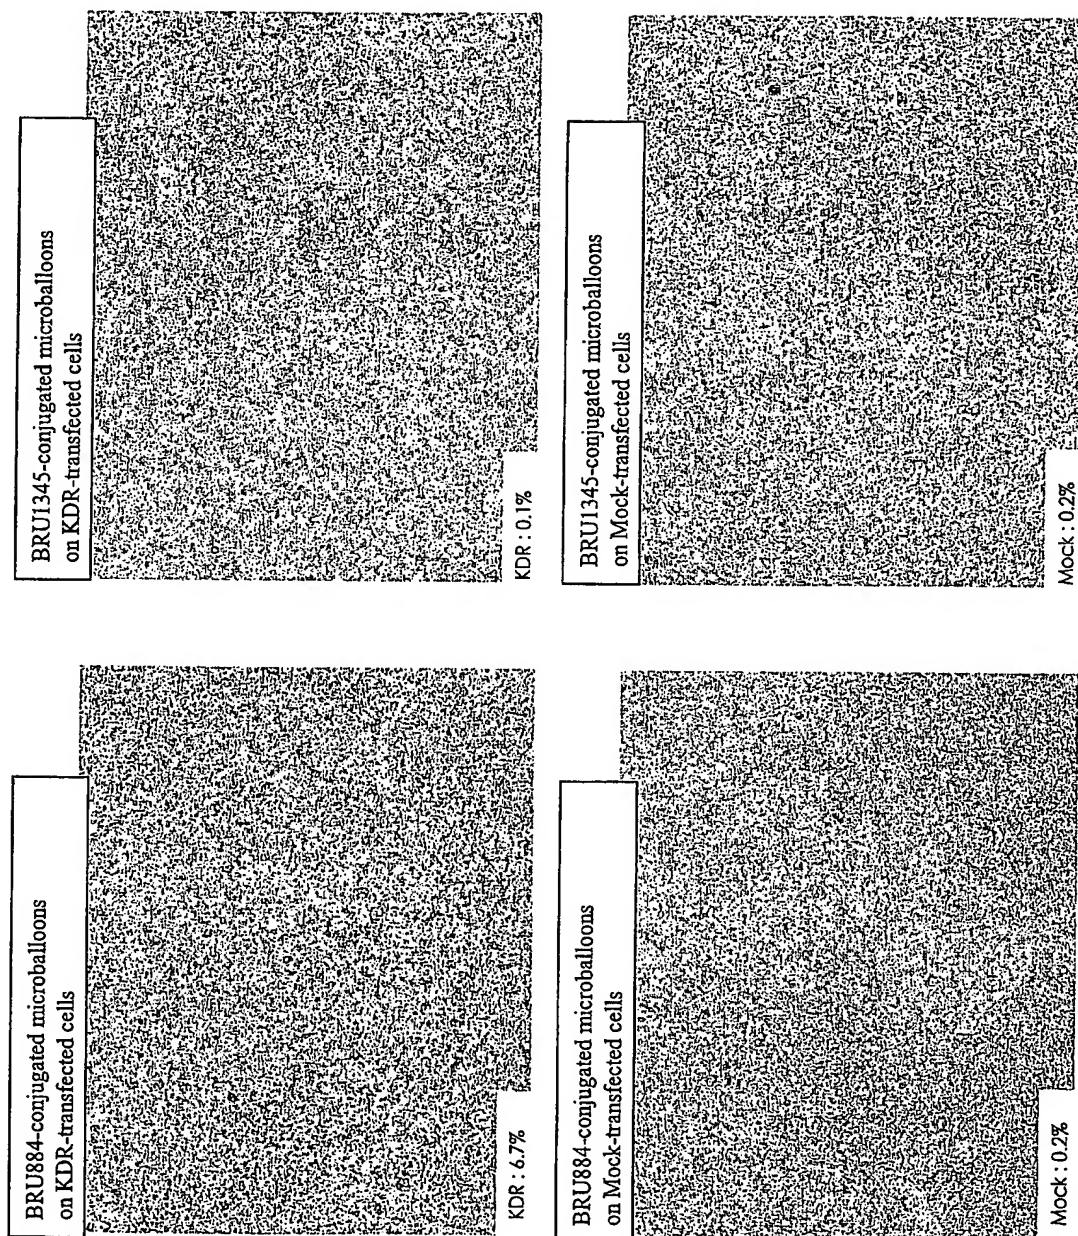 BRU884-conjugated microballoons
on KDR-transfected cells
KDR : 6.7%
BRU1345-conjugated microballoons
on KDR-transfected cells
KDR : 0.1%
BRU884-conjugated microballoons
on Mock-transfected cells
Mock : 0.2%
BRU1345-conjugated microballoons
on Mock-transfected cells
Mock : 0.2%